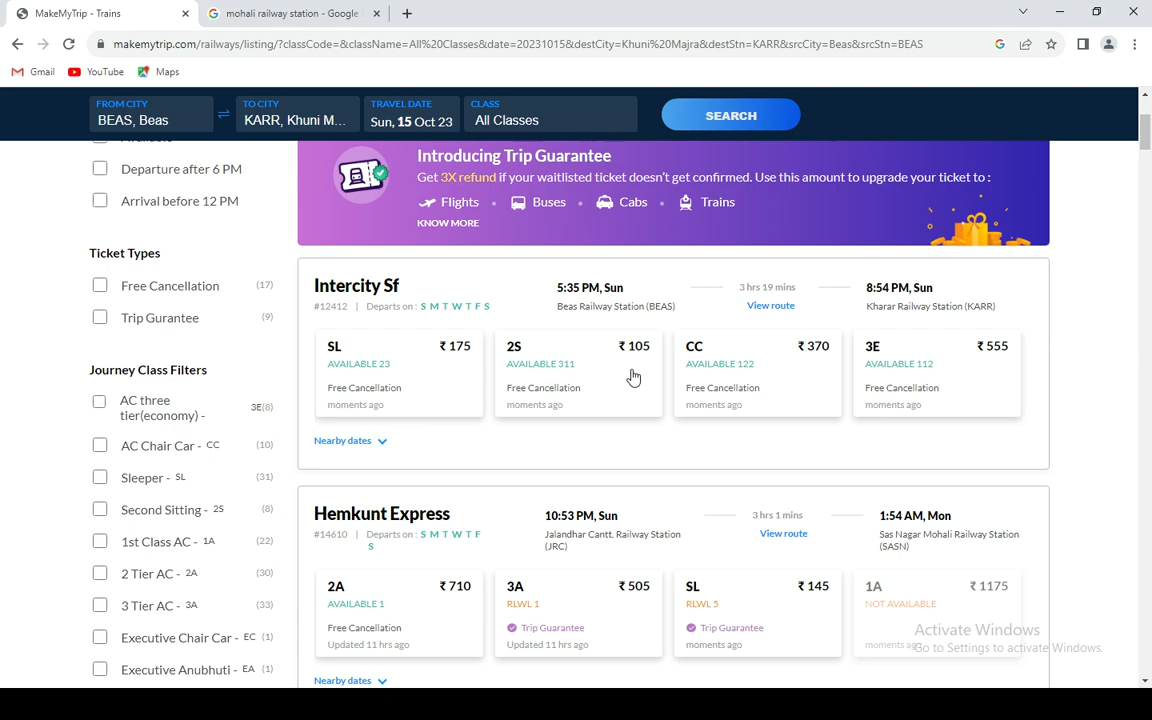 MakeMyTrip - Trains
mohali railway station - Google
makemytrip.com/railways/listing/?classCode=&className=All%20Classes&date=20231015&destCity=Khuni%20Majra&destStn=KARR&srcCity=Beas&srcStn=BEAS
Gmail YouTube Maps
FROM CITY TO CITY TRAVEL DATE CLASS
BEAS, Beas KARR, Khuni M... Sun, 15 Oct 23 All Classes SEARCH
Departure after 6 PM
Arrival before 12 PM
Ticket Types
Free Cancellation (17)
Trip Gurantee (9)
Journey Class Filters
AC three
tier(economy) - 3E(8)
AC Chair Car - CC (10)
Sleeper - SL (31)
Second Sitting - 2S (8)
1st Class AC - 1A (22)
2 Tier AC - 2A (30)
3 Tier AC - 3A (33)
Executive Chair Car - EC (1)
Executive Anubhuti - EA (1)
Introducing Trip Guarantee
Get 3X refund if your waitlisted ticket doesn't get confirmed. Use this amount to upgrade your ticket to :
Flights • Buses • Cabs • Trains
KNOW MORE
Intercity Sf 5:35 PM, Sun 3 hrs 19 mins 8:54 PM, Sun
#12412 | Departs on : S M T W T F S Beas Railway Station (BEAS) View route Kharar Railway Station (KARR)
SL ₹ 175 2S ₹ 105 CC ₹ 370 3E ₹ 555
AVAILABLE 23 AVAILABLE 311 AVAILABLE 122 AVAILABLE 112
Free Cancellation Free Cancellation Free Cancellation Free Cancellation
moments ago moments ago moments ago moments ago
Nearby dates
Hemkunt Express 10:53 PM, Sun 3 hrs 1 mins 1:54 AM, Mon
#14610 | Departs on : S M T W T F Jalandhar Cantt. Railway Station View route Sas Nagar Mohali Railway Station
S (JRC) (SASN)
2A ₹ 710 3A ₹ 505 SL ₹ 145 1A ₹ 1175
AVAILABLE 1 RLWL 1 RLWL 5 NOT AVAILABLE
Free Cancellation Trip Guarantee Trip Guarantee
Updated 11 hrs ago Updated 11 hrs ago moments ago moments ago
Nearby dates
Activate Windows
Go to Settings to activate Windows.